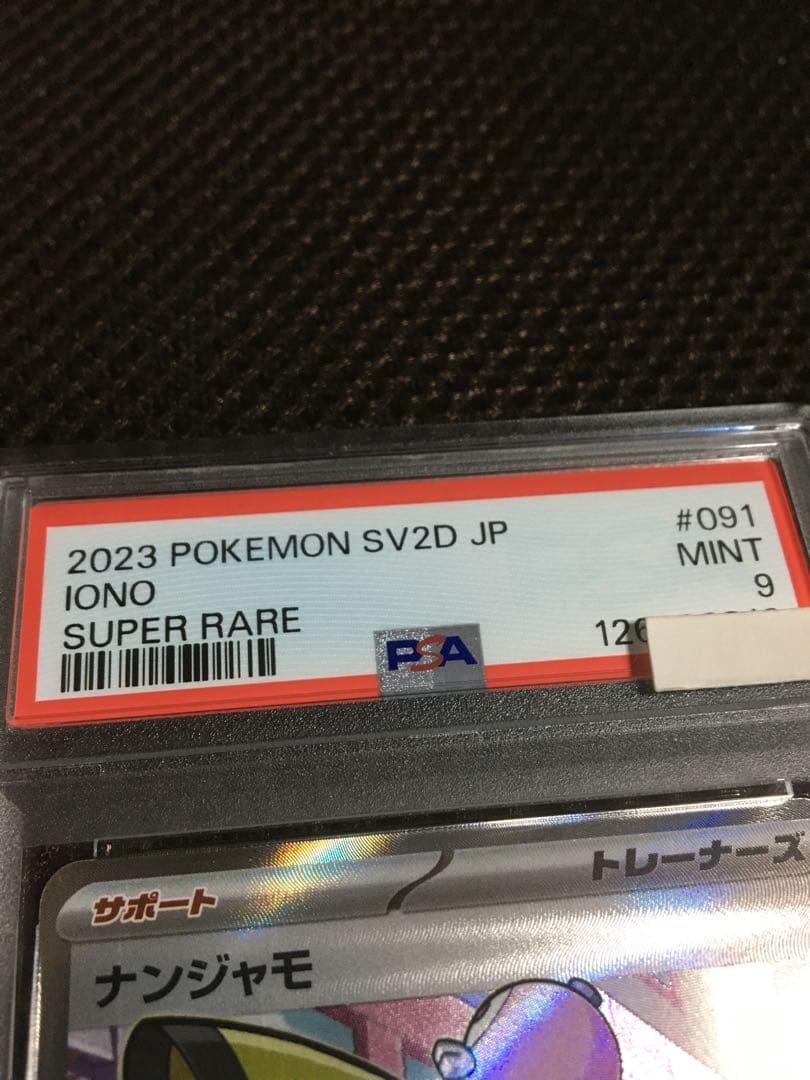 2023 POKEMON SV2D JP #091
IONO MINT
SUPER RARE 9
PSA
サポート トレーナーズ
ナンジャモ